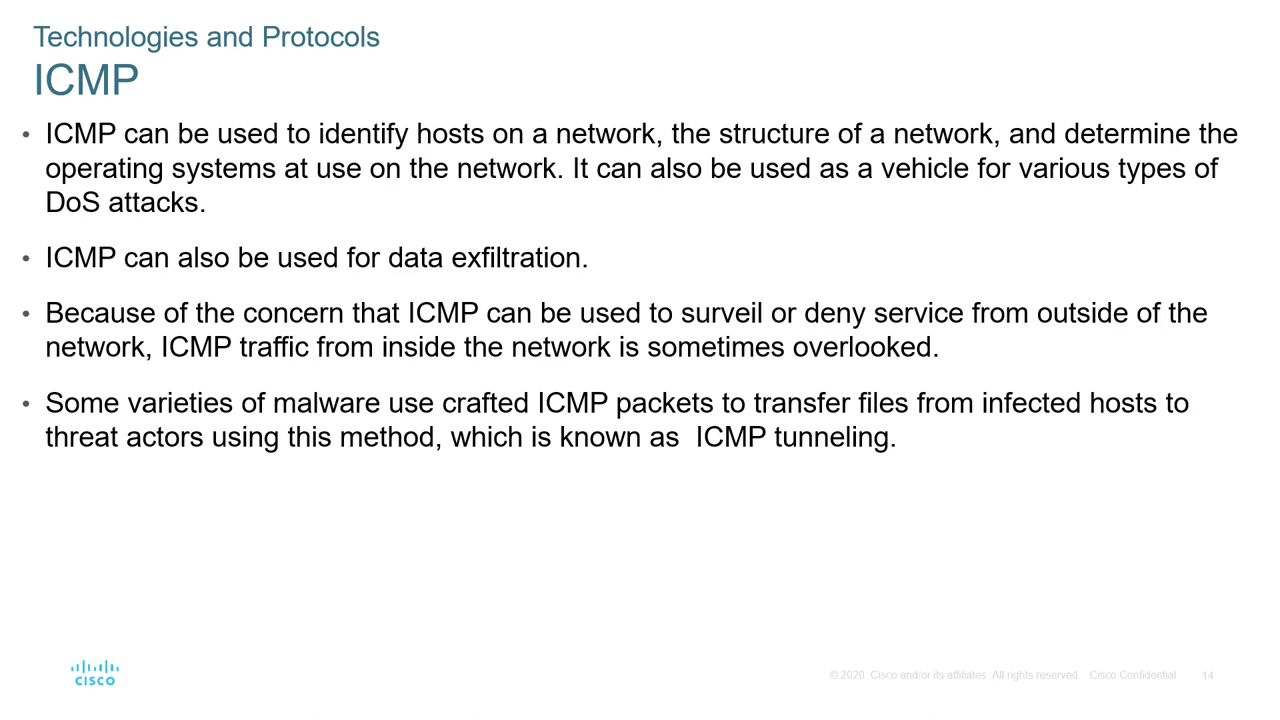 Technologies and Protocols
ICMP
• ICMP can be used to identify hosts on a network, the structure of a network, and determine the
operating systems at use on the network. It can also be used as a vehicle for various types of
DoS attacks.
• ICMP can also be used for data exfiltration.
• Because of the concern that ICMP can be used to surveil or deny service from outside of the
network, ICMP traffic from inside the network is sometimes overlooked.
• Some varieties of malware use crafted ICMP packets to transfer files from infected hosts to
threat actors using this method, which is known as  ICMP tunneling.
CISCO
© 2020  Cisco and/or its affiliates. All rights reserved.   Cisco Confidential
14